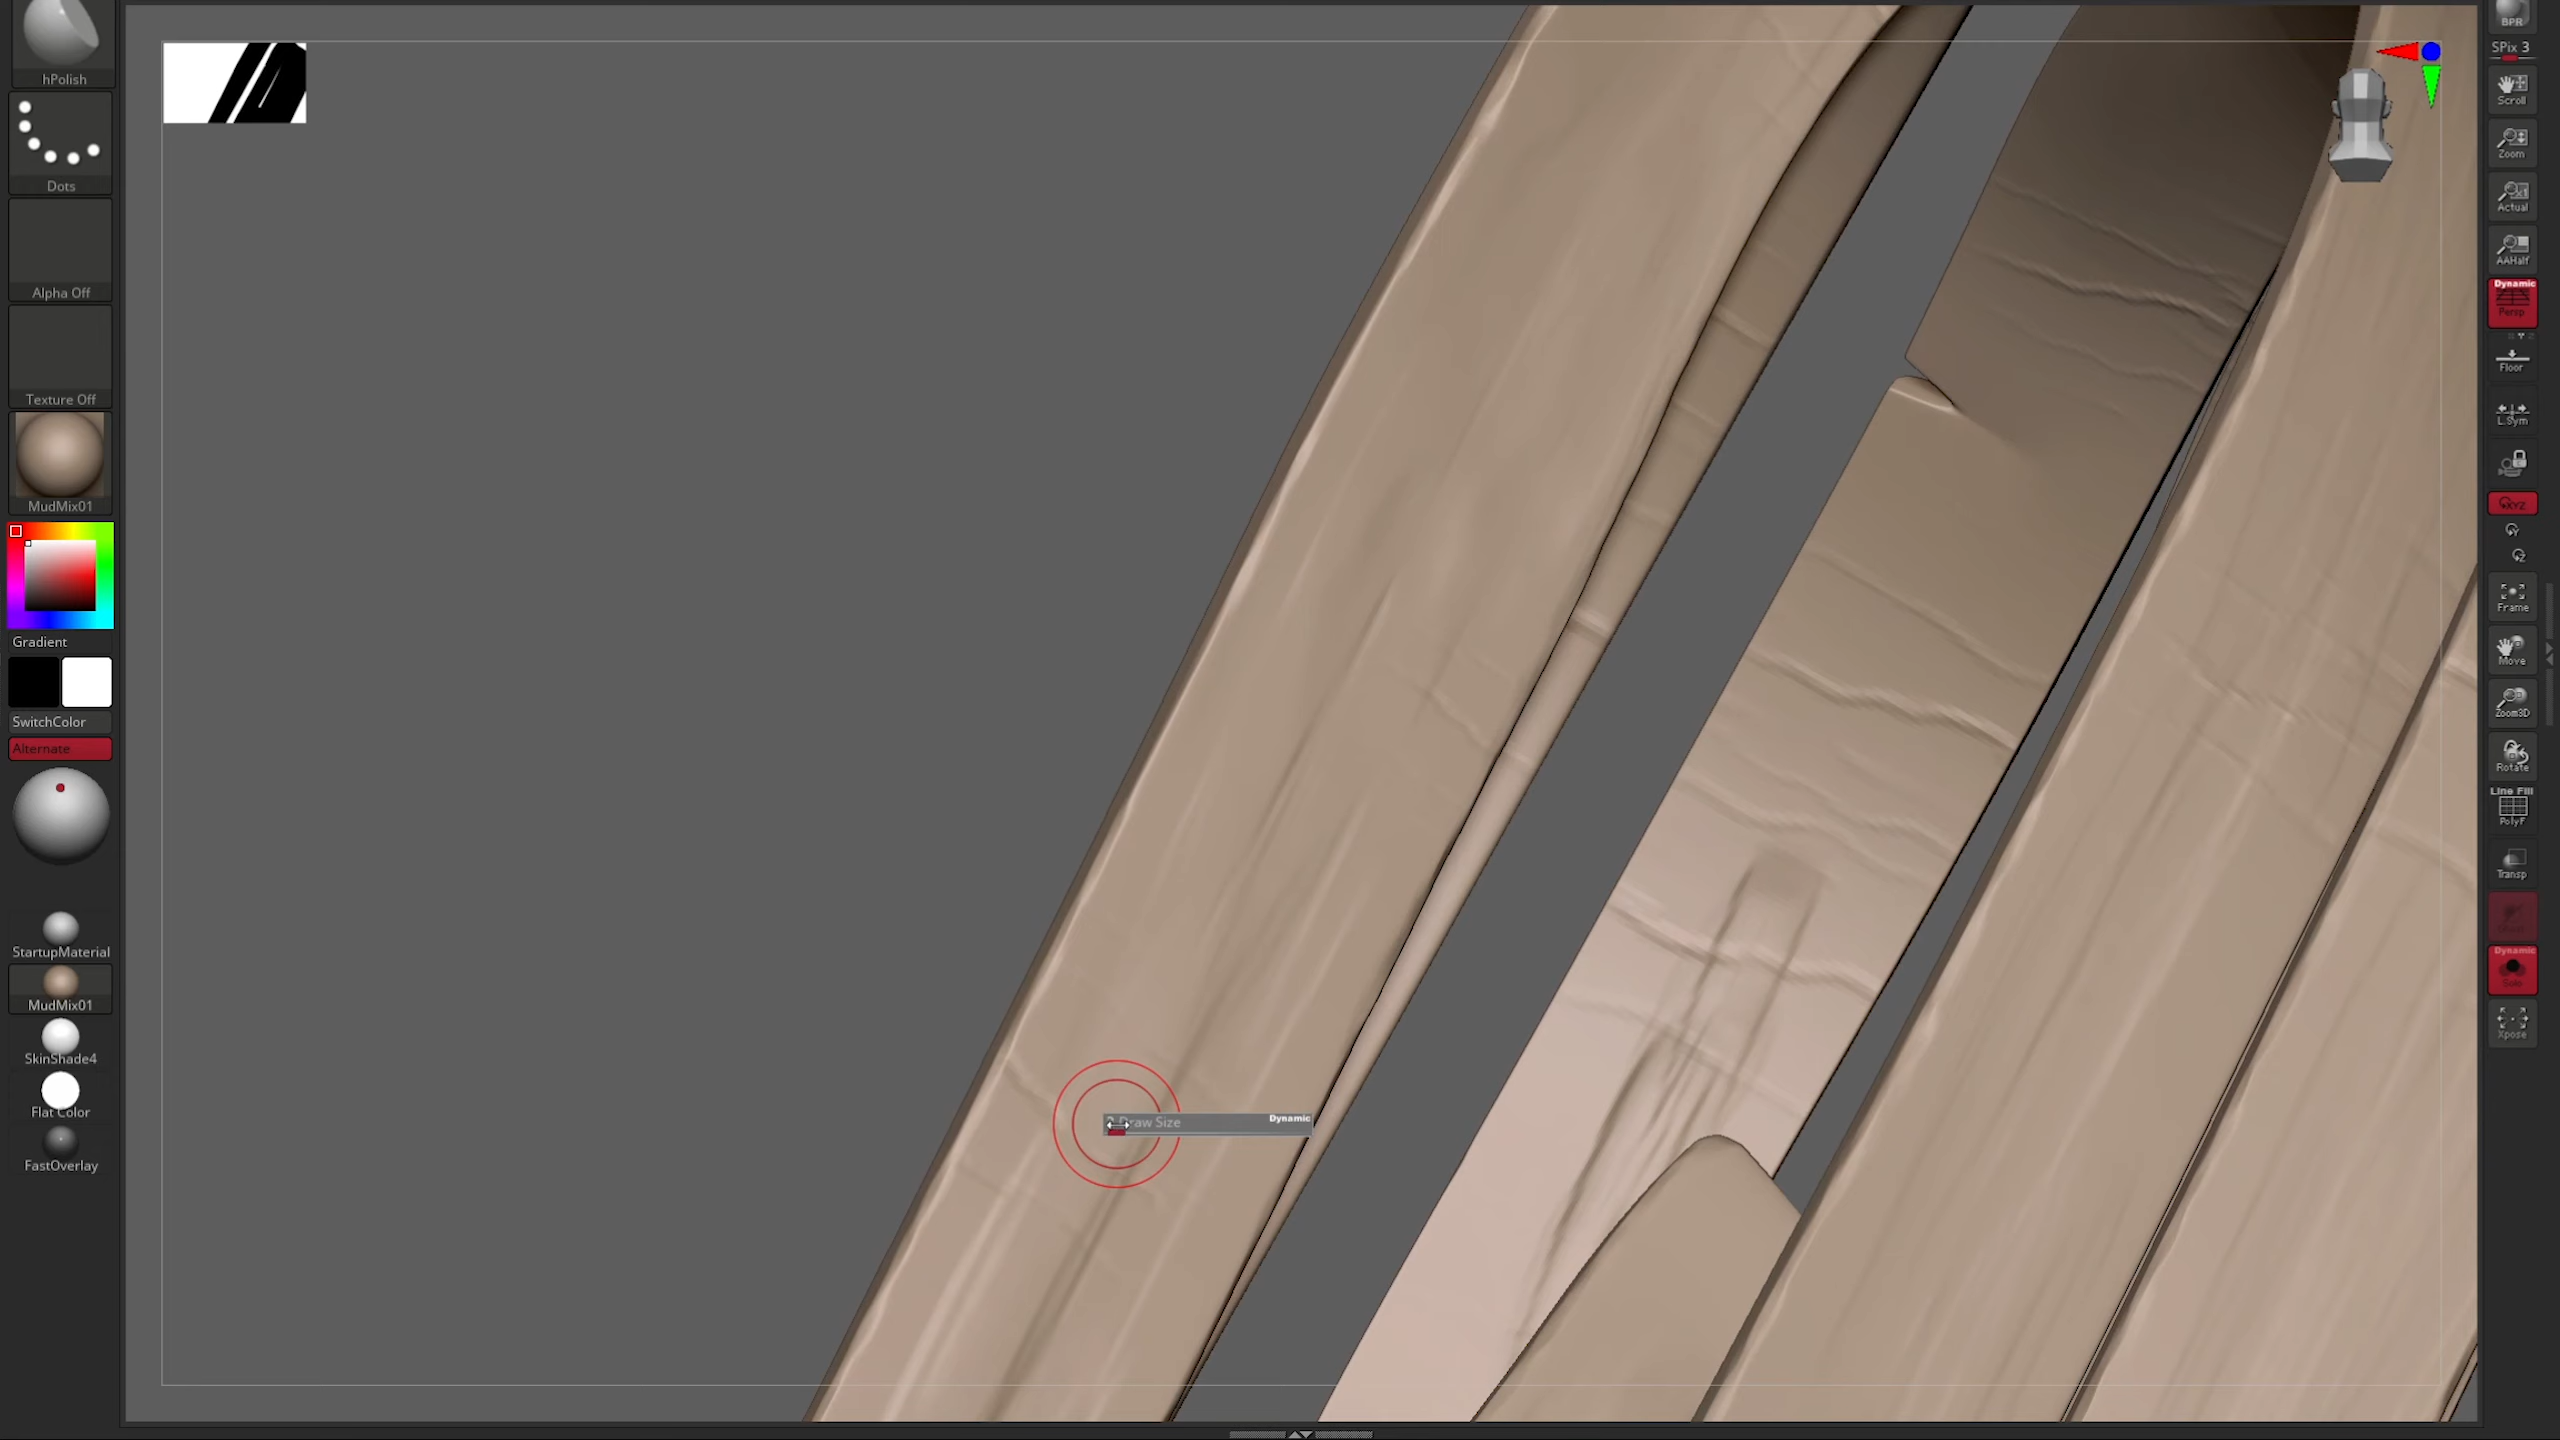 hPolish
Dots
Alpha Off
Texture Off
MudMix01
Gradient
SwitchColor
Alternate
StartupMaterial
MudMix01
SkinShade4
Flat Color
FastOverlay
Draw Size
Dynamic
BPR
SPix 3
Scroll
Zoom
Actual
AAHalf
Dynamic
Persp
Floor
L.Sym
XYZ
Frame
Move
Zoom3D
Rotate
Line Fill
PolyF
Transp
Dynamic
Solo
Xpose